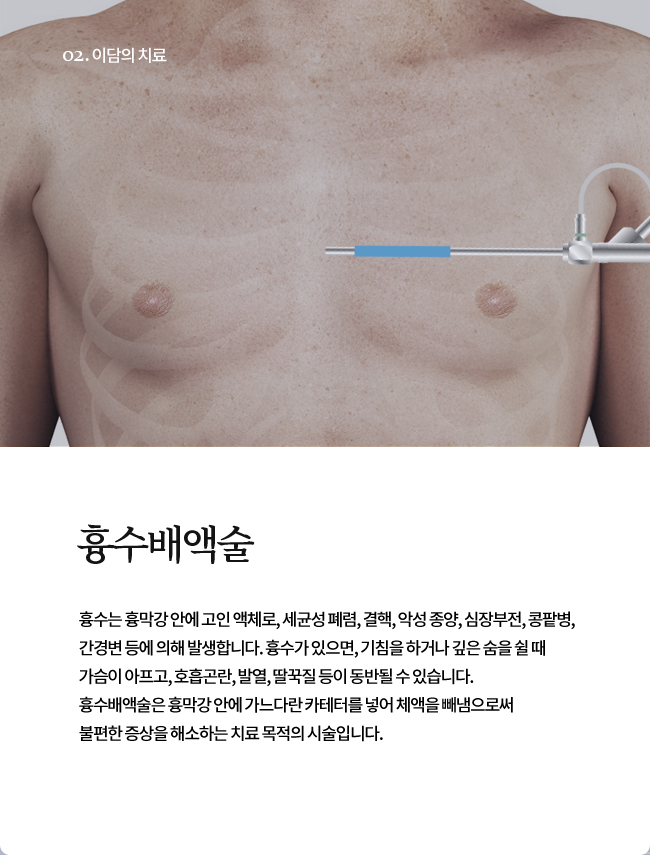 02. 이담의 치료
흉수배액술
흉수는 흉막강 안에 고인 액체로, 세균성 폐렴, 결핵, 악성 종양, 심장부전, 콩팥병,
간경변 등에 의해 발생합니다. 흉수가 있으면, 기침을 하거나 깊은 숨을 쉴 때
가슴이 아프고, 호흡곤란, 발열, 딸꾹질 등이 동반될 수 있습니다.
흉수배액술은 흉막강 안에 가느다란 카테터를 넣어 체액을 빼냄으로써
불편한 증상을 해소하는 치료 목적의 시술입니다.